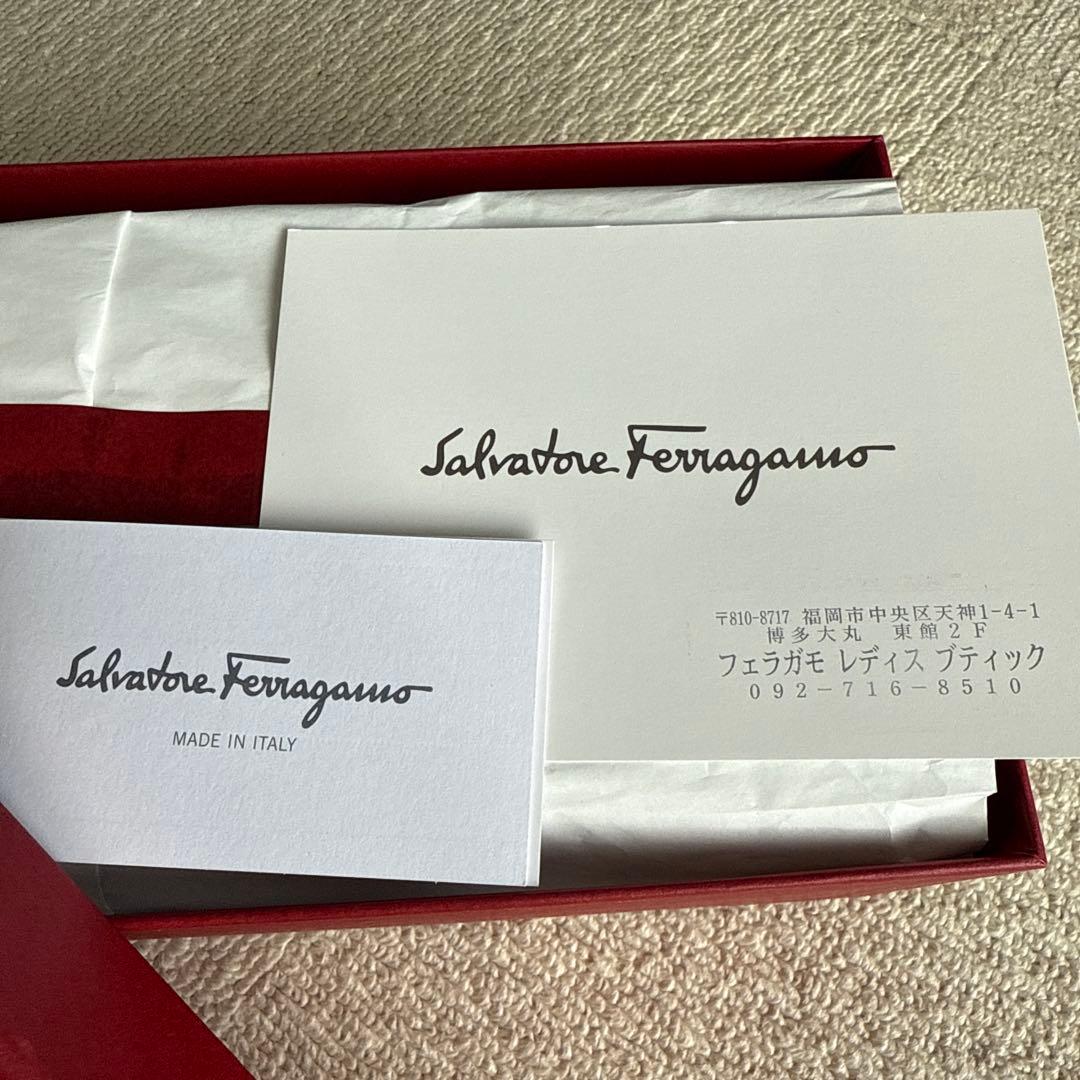 Salvatore Ferragamo
〒810-8717 福岡市中央区天神1-4-1
博多大丸 東館2F
フェラガモ レディス ブティック
092-716-8510
Salvatore Ferragamo
MADE IN ITALY